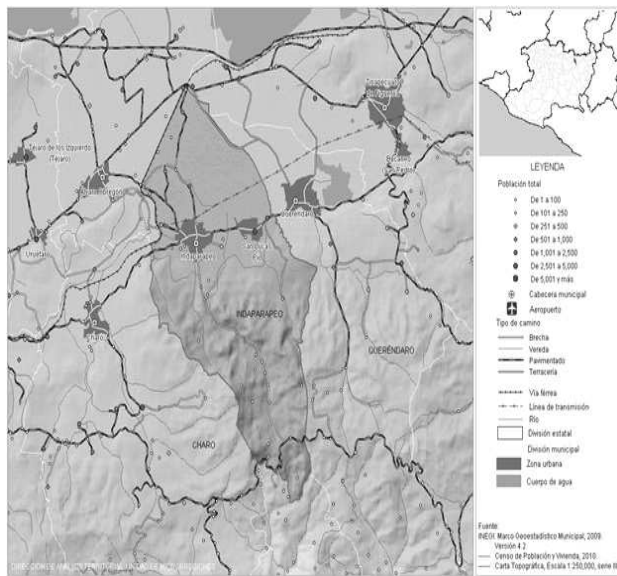 Zinapécuaro
de Figueroa
Tejaro de los Izquierdo
(Tejaro)
Álvaro Obregón
Bocaneo
(San Pedro)
Queréndaro
Uruétaro
Indaparapeo
San Lucas
Pío
INDAPARAPEO
Charo
QUERÉNDARO
CHARO
LEYENDA
Población total
De 1 a 100
De 101 a 250
De 251 a 500
De 501 a 1,000
De 1,001 a 2,500
De 2,501 a 5,000
De 5,001 y más
Cabecera municipal
Aeropuerto
Tipo de camino
Brecha
Vereda
Pavimentado
Terracería
Vía férrea
Línea de transmisión
Río
División estatal
División municipal
Zona urbana
Cuerpo de agua
Fuente
INEGI. Marco Geoestadístico Municipal, 2009.
Versión 4.2
Censo de Población y Vivienda, 2010.
Carta Topográfica, Escala 1:250,000, serie III